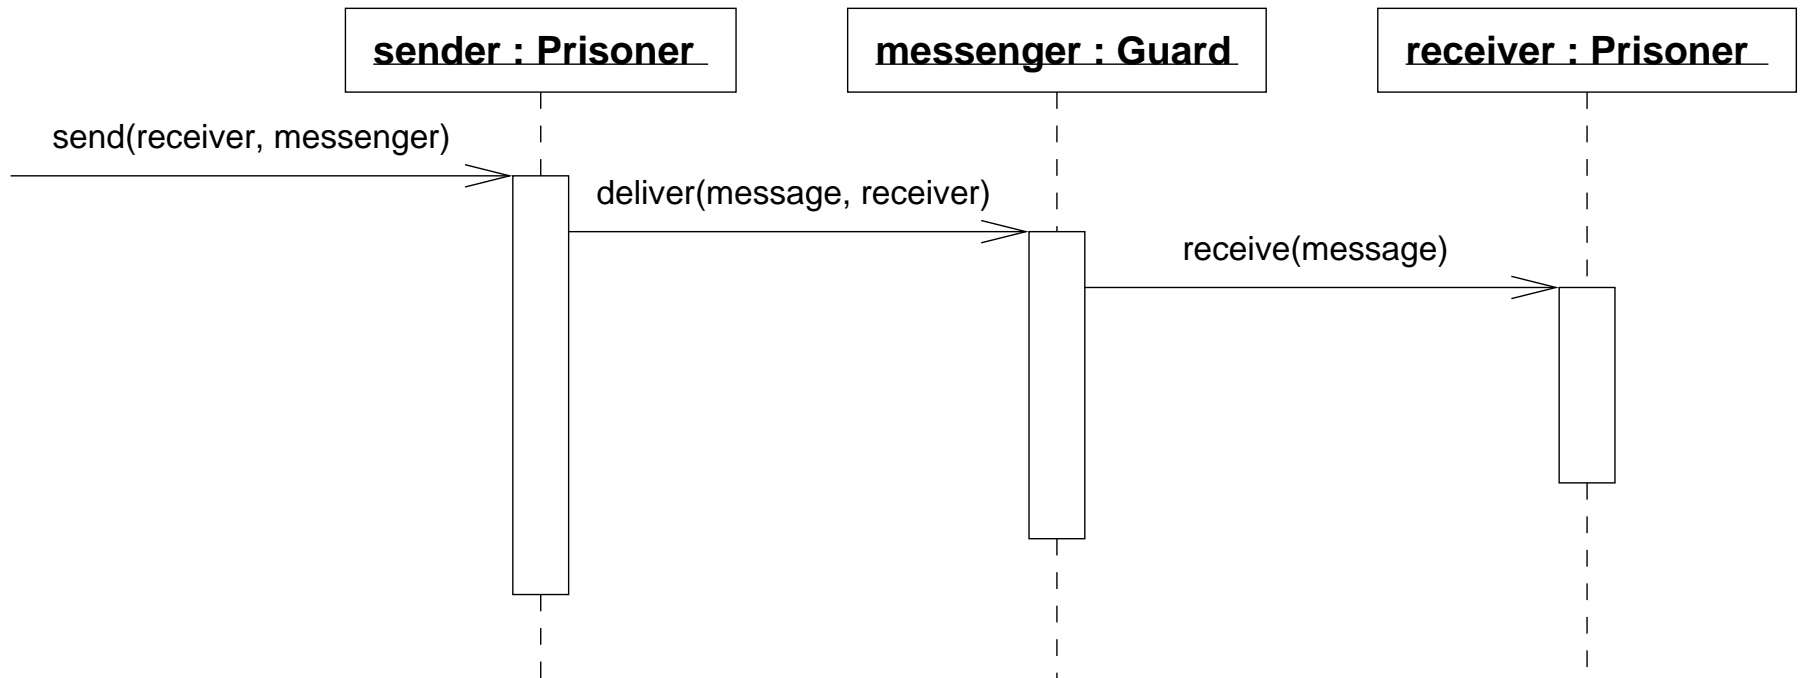 sender : Prisoner
messenger : Guard
receiver : Prisoner
send(receiver, messenger)
deliver(message, receiver)
receive(message)